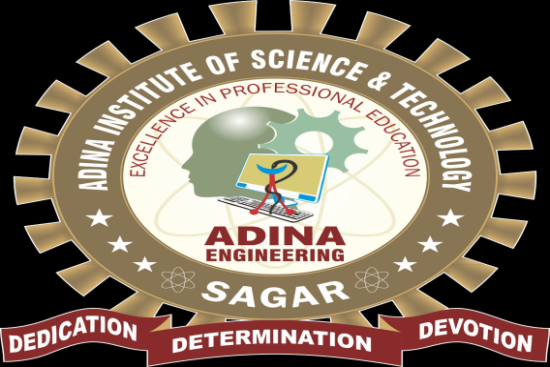 ADINA INSTITUTE OF SCIENCE & TECHNOLOGY
EXCELLENCE IN PROFESSIONAL EDUCATION
ADINA
ENGINEERING
SAGAR
DEDICATION
DETERMINATION
DEVOTION